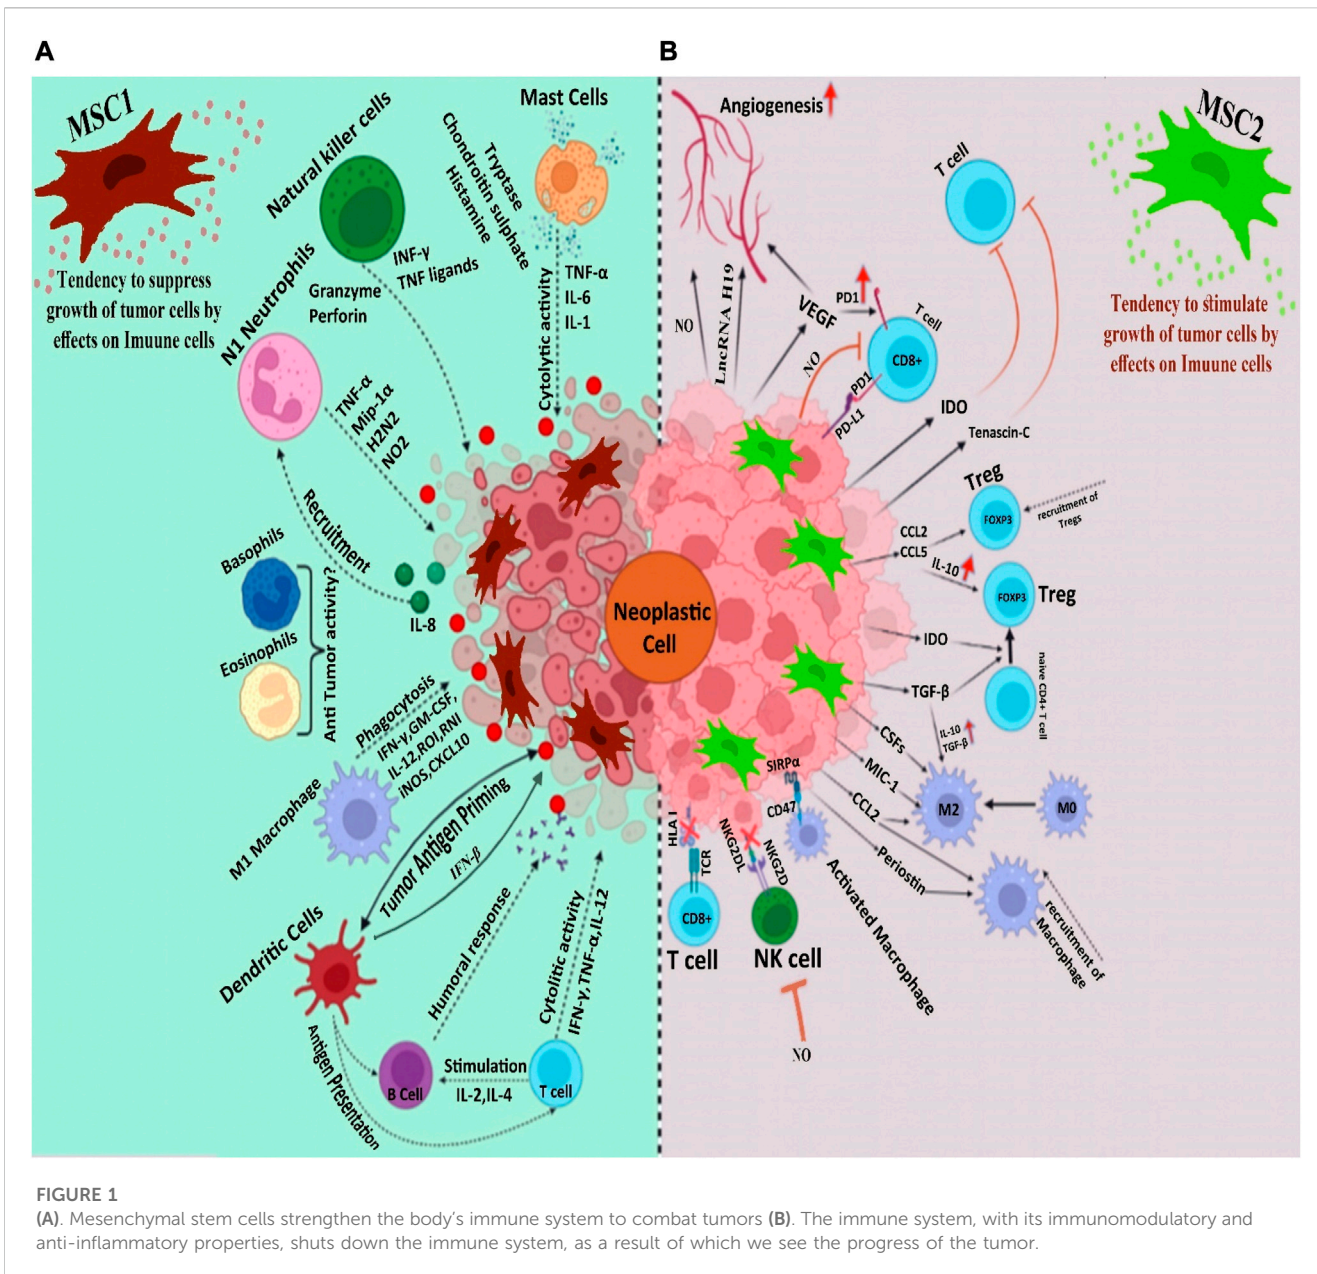 A
B
MSC1
Tendency to suppress
growth of tumor cells by
effects on Imuune cells
Natural killer cells
INF-γ
TNF ligands
Granzyme
Perforin
Mast Cells
Tryptase
Chondroitin sulphate
Histamine
Cytolytic activity
TNF-α
IL-6
IL-1
N1 Neutrophils
TNF-α
Mip-1α
H2N2
NO2
Recruitment
IL-8
Basophils
Eosinophils
Anti Tumor activity?
Phagocytosis
IFN-γ,GM-CSF,
IL-12,ROI,RNI
iNOS,CXCL10
M1 Macrophage
Tumor Antigen Priming
IFN-β
Dendritic Cells
Humoral response
Cytolitic activity
IFN-γ,TNF-α,IL-12
Antigen Presentation
B Cell
Stimulation
IL-2,IL-4
T cell
Neoplastic
Cell
Angiogenesis
MSC2
Tendency to stimulate
growth of tumor cells by
effects on Imuune cells
T cell
NO
LncRNA H19
VEGF
PD1
T cell
CD8+
NO
PD1
PD-L1
IDO
Tenascin-C
Treg
FOXP3
recruitment of
Tregs
CCL2
CCL5
IL-10
FOXP3
Treg
IDO
TGF-β
naive CD4+ T cell
IL-10
TGF-β
CSFs
MIC-1
CCL2
Periostin
M2
M0
recruitment of
Macrophage
SIRPα
CD47
Activated Macrophage
HLA I
TCR
CD8+
T cell
NKG2DL
NKG2D
NK cell
NO
FIGURE 1
(A). Mesenchymal stem cells strengthen the body's immune system to combat tumors (B). The immune system, with its immunomodulatory and
anti-inflammatory properties, shuts down the immune system, as a result of which we see the progress of the tumor.